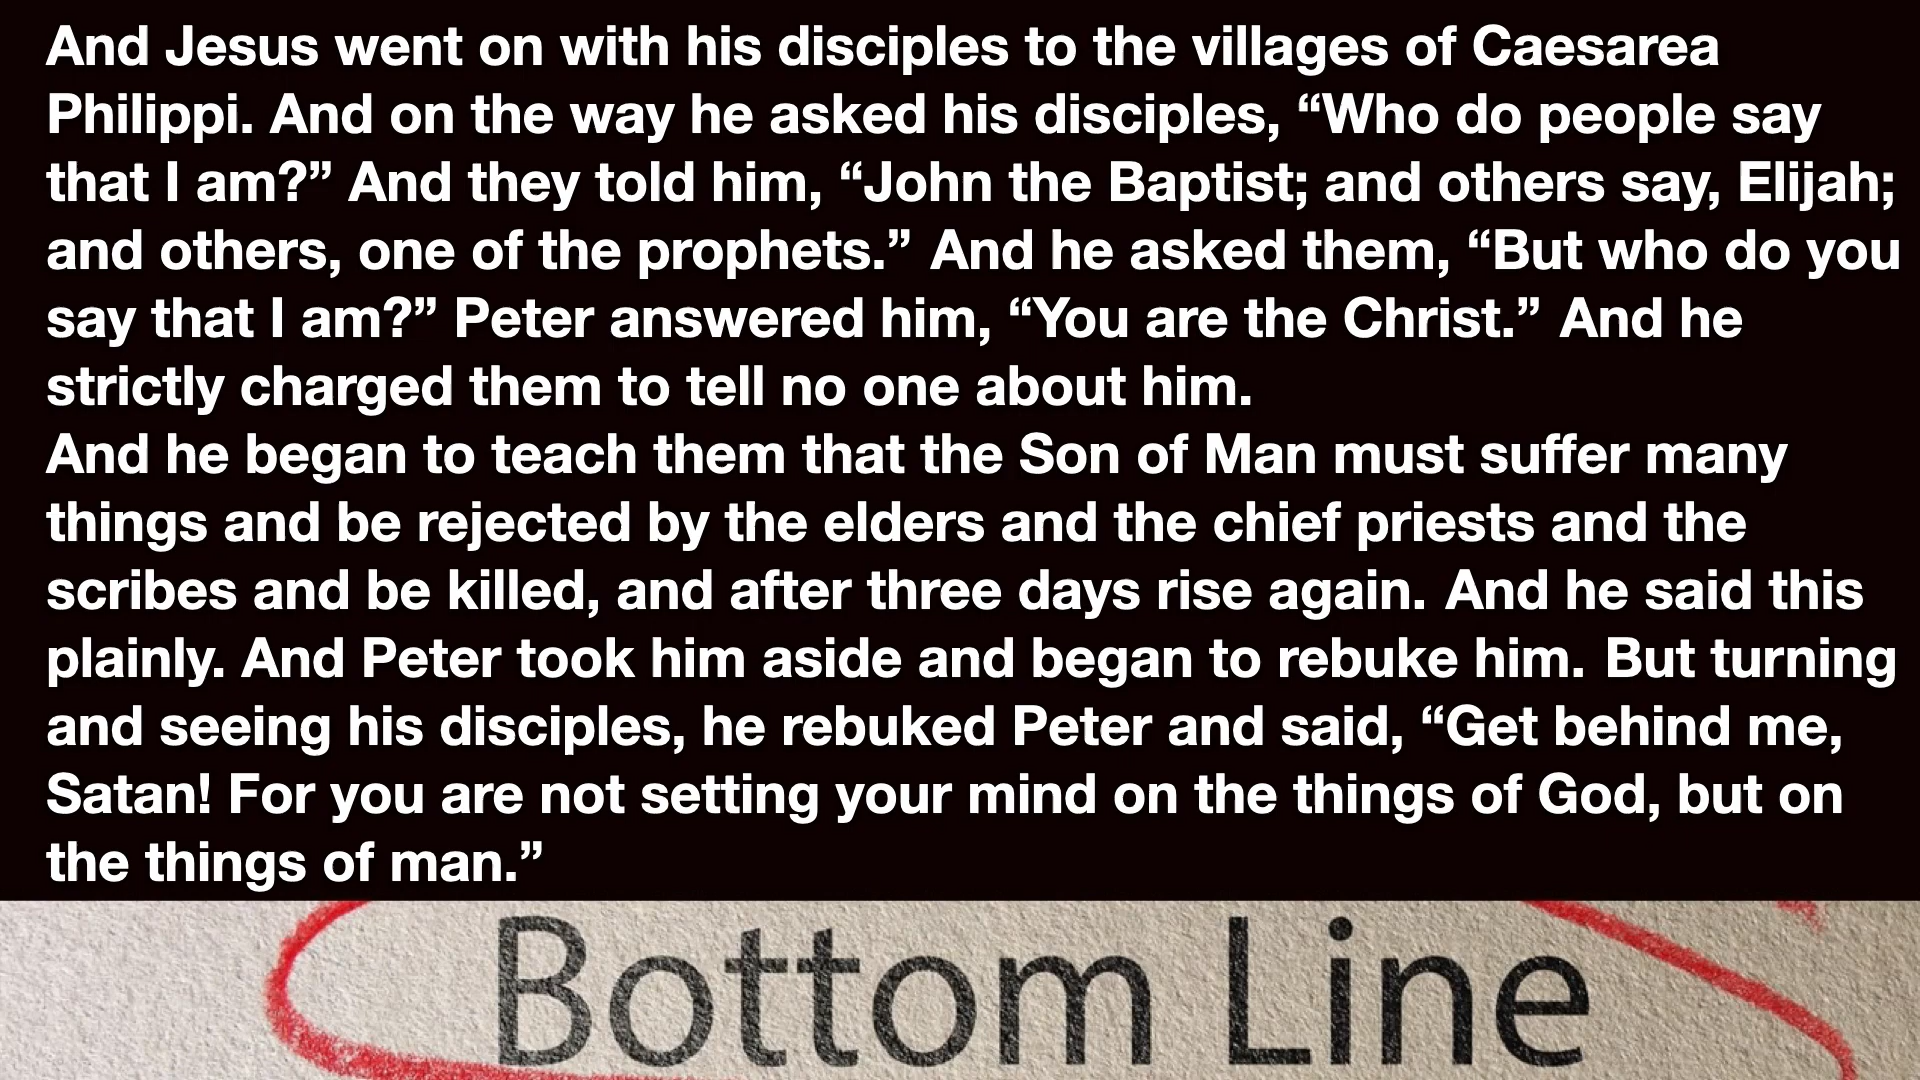 And Jesus went on with his disciples to the villages of Caesarea
Philippi. And on the way he asked his disciples, “Who do people say
that I am?” And they told him, “John the Baptist; and others say, Elijah;
and others, one of the prophets.” And he asked them, “But who do you
say that I am?” Peter answered him, “You are the Christ.” And he
strictly charged them to tell no one about him.
And he began to teach them that the Son of Man must suffer many
things and be rejected by the elders and the chief priests and the
scribes and be killed, and after three days rise again. And he said this
plainly. And Peter took him aside and began to rebuke him. But turning
and seeing his disciples, he rebuked Peter and said, “Get behind me,
Satan! For you are not setting your mind on the things of God, but on
the things of man.”
Bottom Line